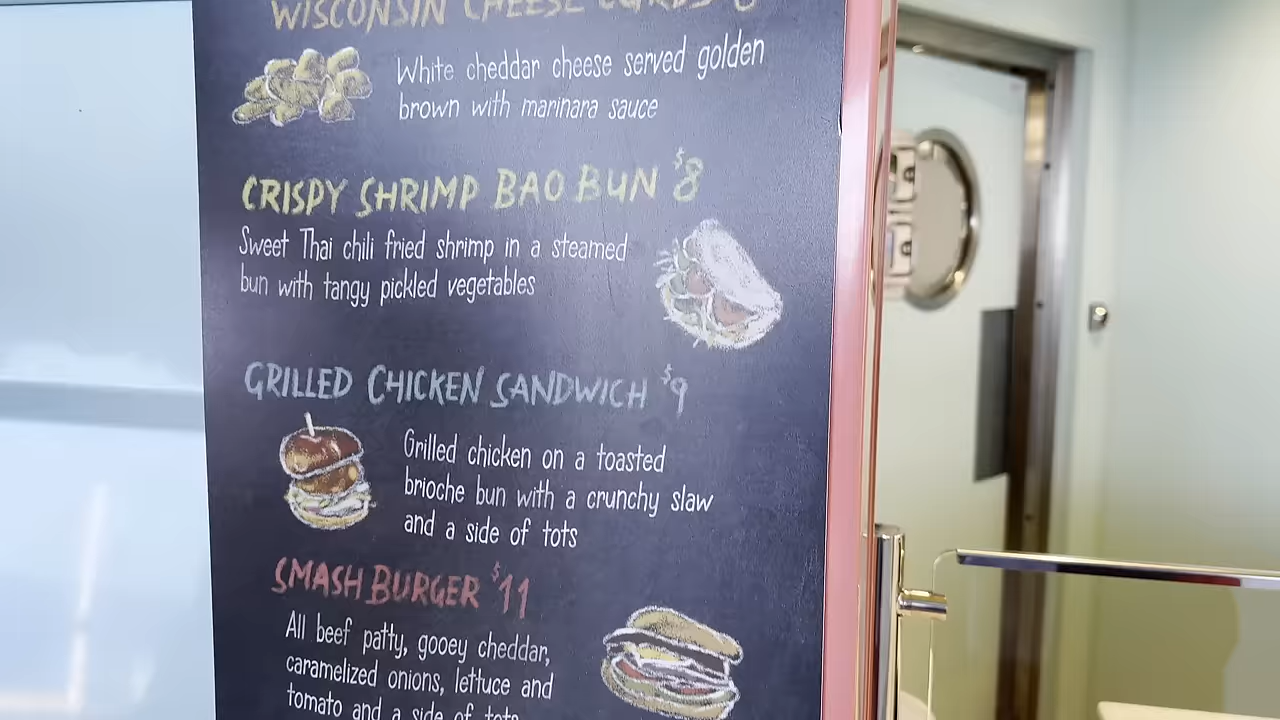 WISCONSIN CHEESE CURDS
White cheddar cheese served golden
brown with marinara sauce
CRISPY SHRIMP BAO BUN $8
Sweet Thai chili fried shrimp in a steamed
bun with tangy pickled vegetables
GRILLED CHICKEN SANDWICH $9
Grilled chicken on a toasted
brioche bun with a crunchy slaw
and a side of tots
SMASH BURGER $11
All beef patty, gooey cheddar,
caramelized onions, lettuce and
tomato and a side of tots